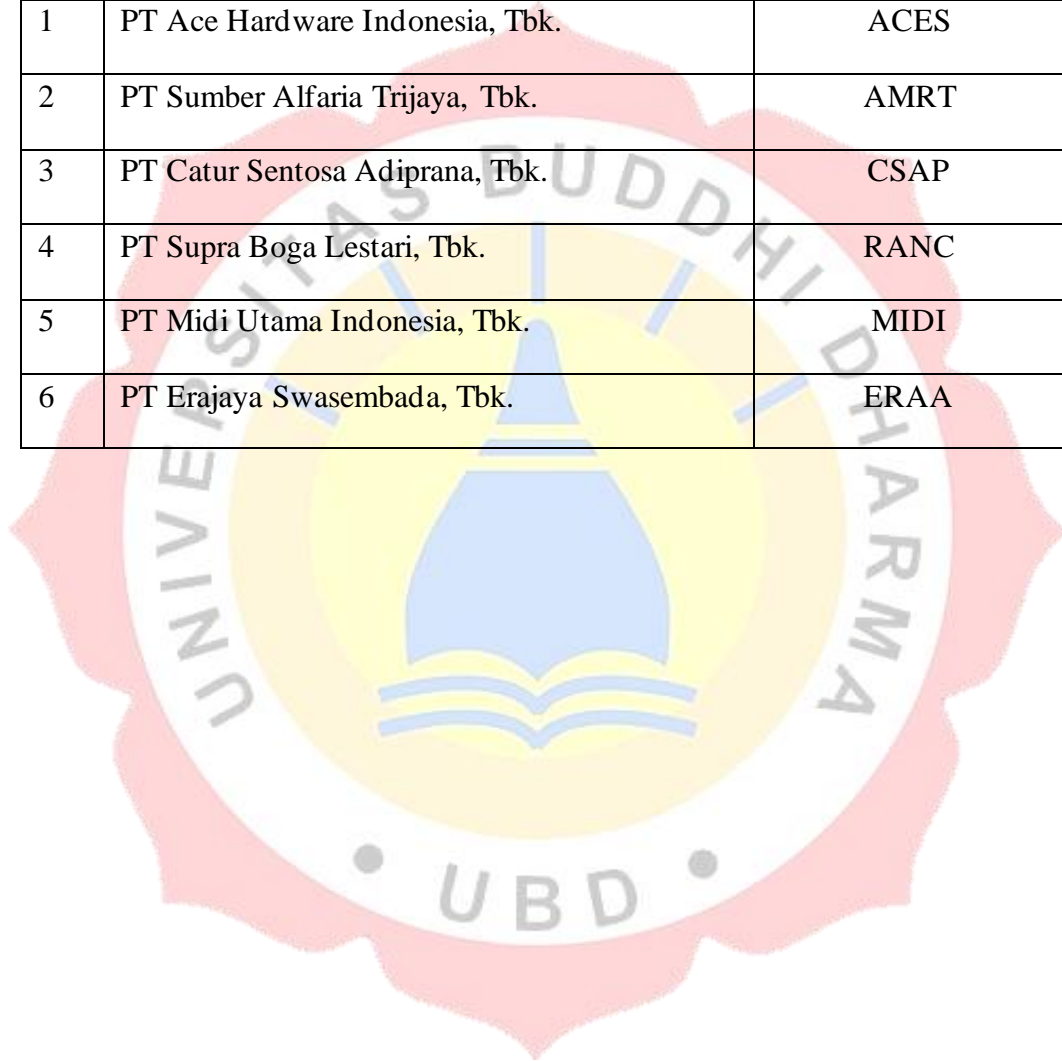 1 PT Ace Hardware Indonesia, Tbk. ACES
2 PT Sumber Alfaria Trijaya, Tbk. AMRT
3 PT Catur Sentosa Adiprana, Tbk. CSAP
4 PT Supra Boga Lestari, Tbk. RANC
5 PT Midi Utama Indonesia, Tbk. MIDI
6 PT Erajaya Swasembada, Tbk. ERAA
UNIVERSITAS BUDDHI DHARMA
• UBD •